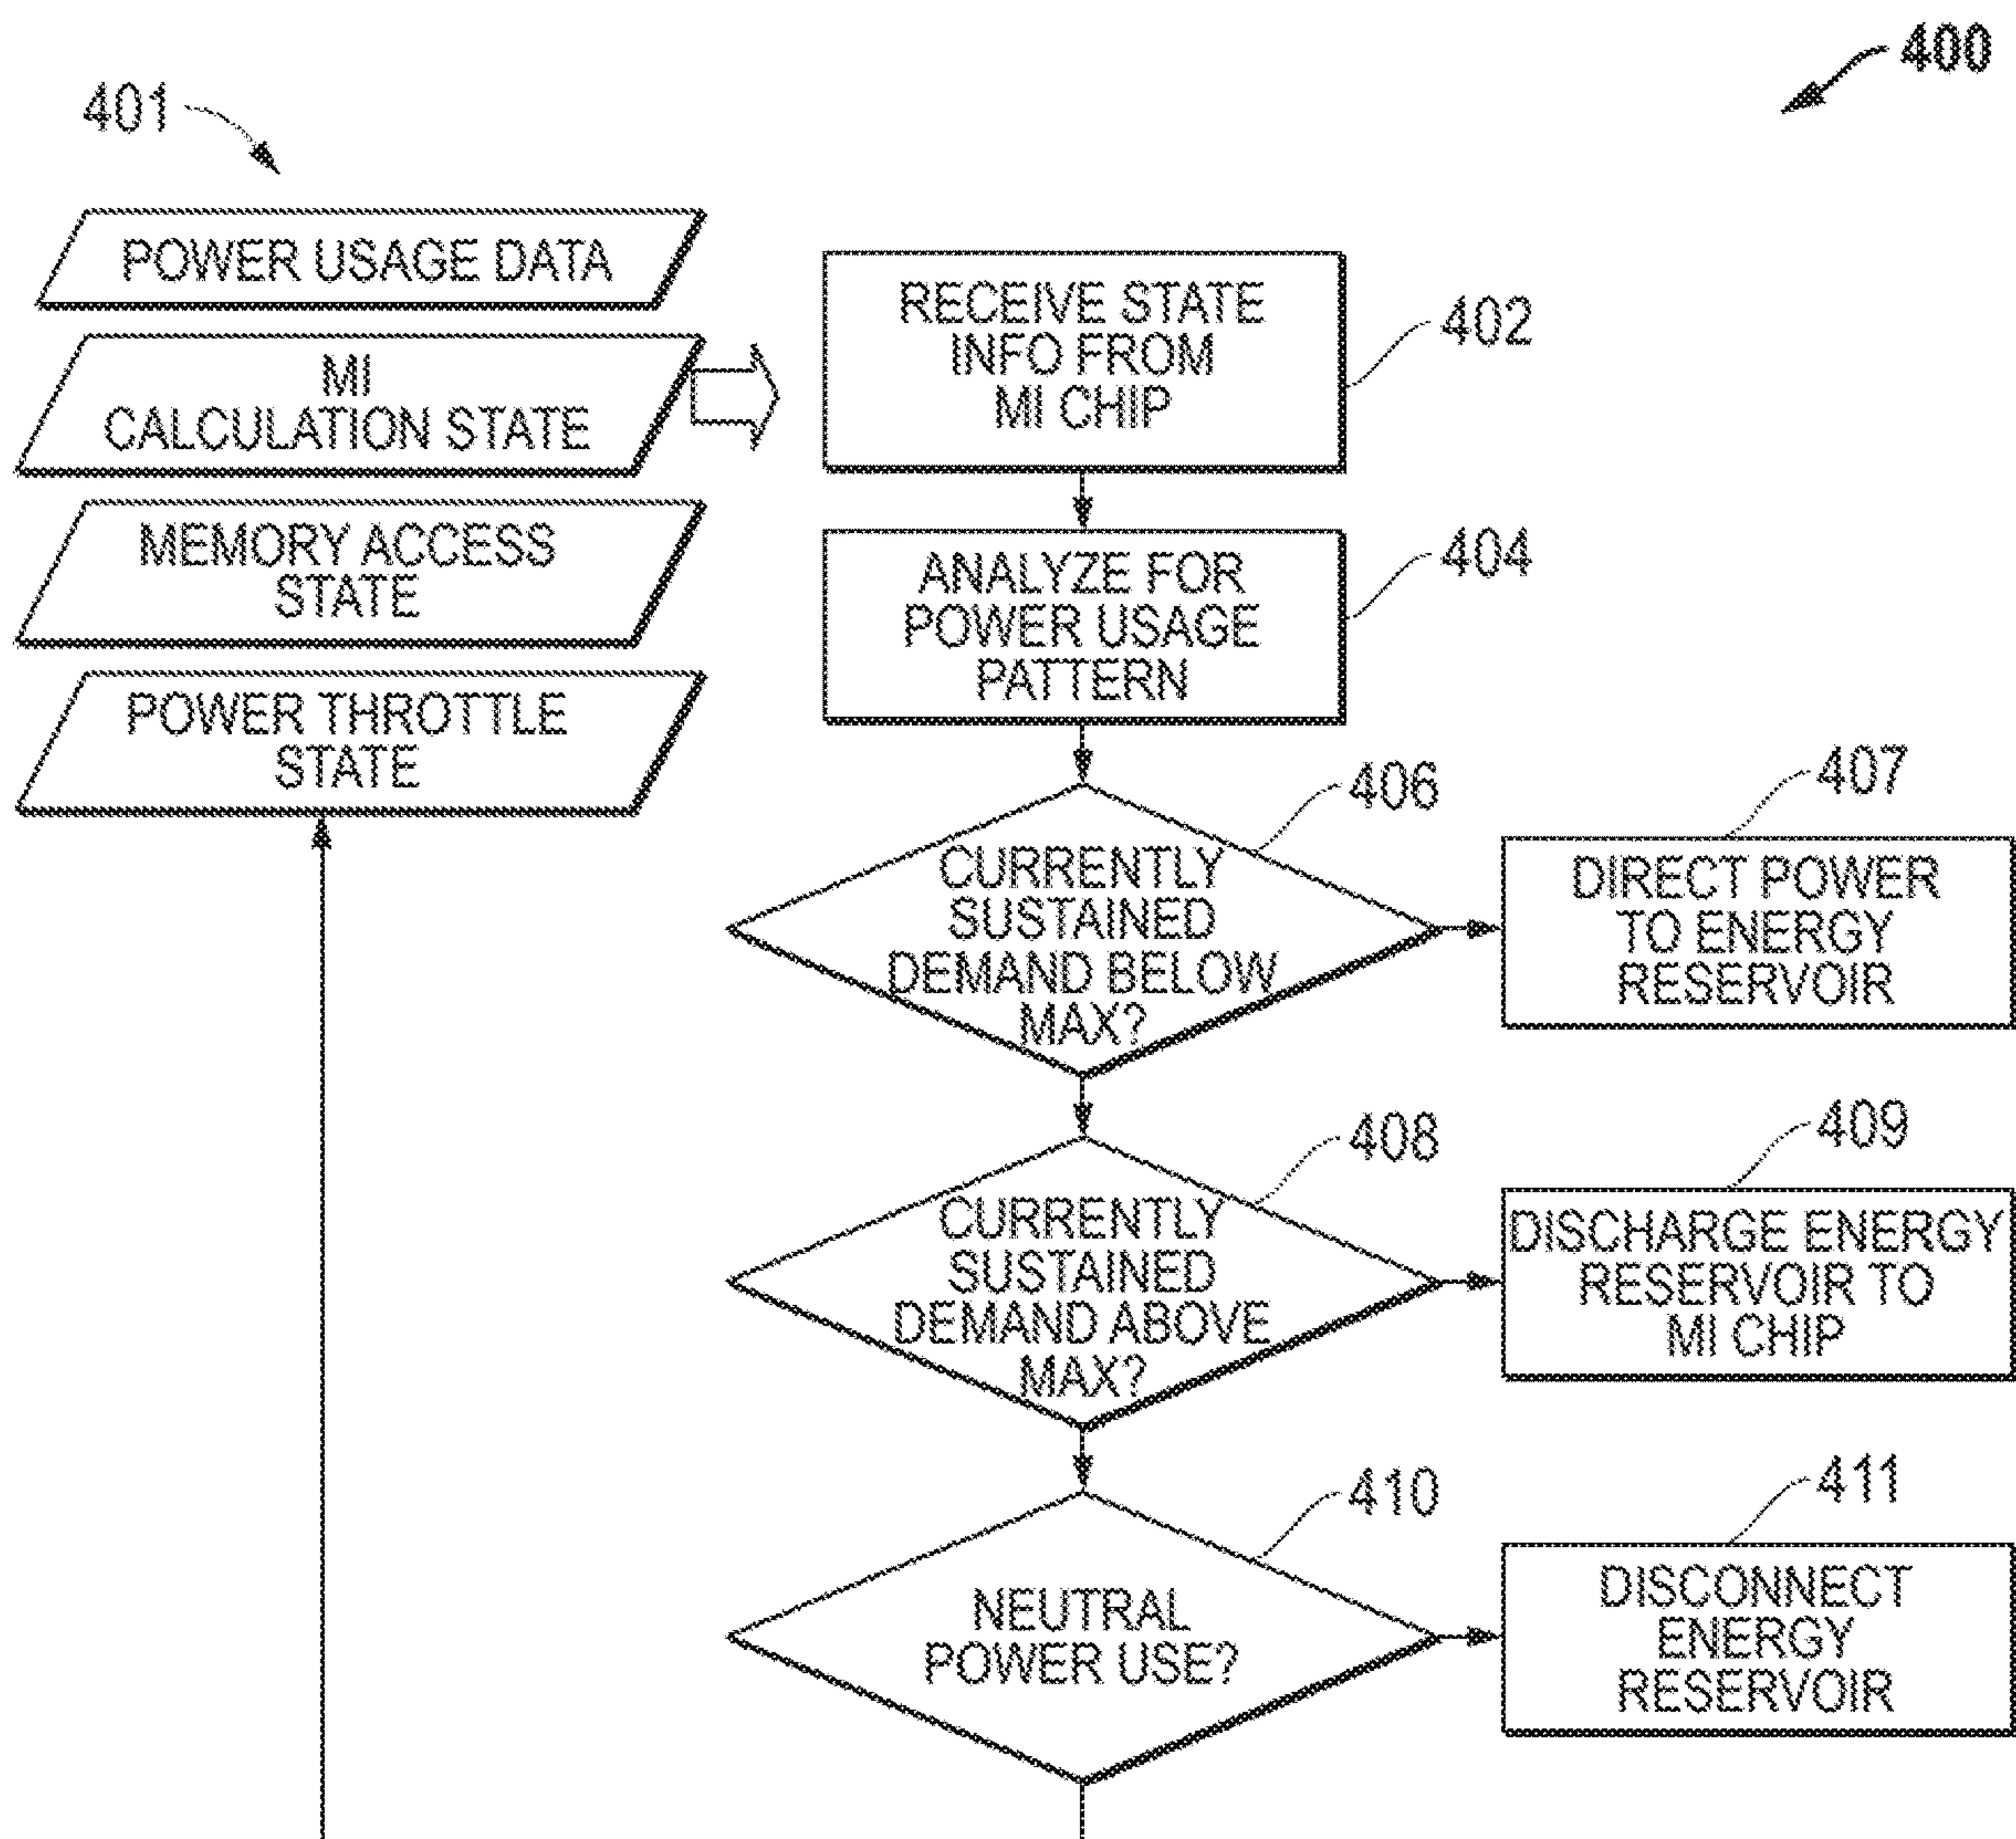 400
401
POWER USAGE DATA
MI
CALCULATION STATE
MEMORY ACCESS
STATE
POWER THROTTLE
STATE
RECEIVE STATE
INFO FROM
MI CHIP
402
ANALYZE FOR
POWER USAGE
PATTERN
404
CURRENTLY
SUSTAINED
DEMAND BELOW
MAX?
406
DIRECT POWER
TO ENERGY
RESERVOIR
407
CURRENTLY
SUSTAINED
DEMAND ABOVE
MAX?
408
DISCHARGE ENERGY
RESERVOIR TO
MI CHIP
409
NEUTRAL
POWER USE?
410
DISCONNECT
ENERGY
RESERVOIR
411